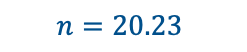 n = 20.23